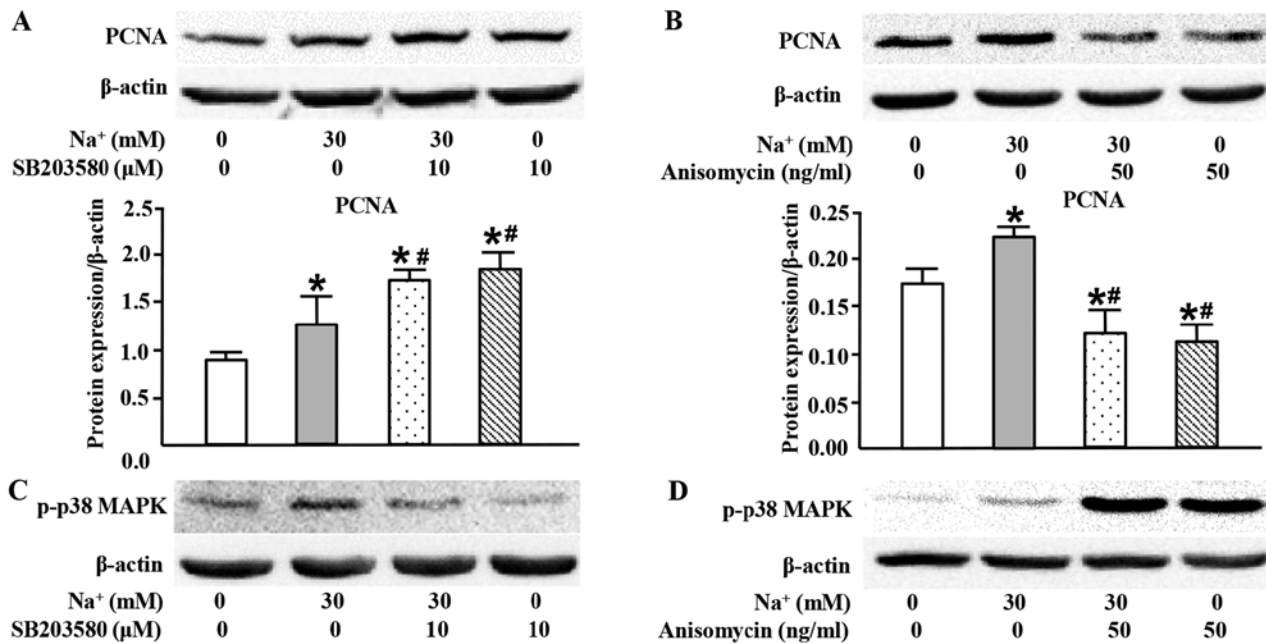 A
PCNA
β-actin
Na⁺ (mM) 0 30 30 0
SB203580 (μM) 0 0 10 10
PCNA
Protein expression/β-actin
2.5
2.0
1.5
1.0
0.5
0.0
*
*#
*#
B
PCNA
β-actin
Na⁺ (mM) 0 30 30 0
Anisomycin (ng/ml) 0 0 50 50
PCNA
Protein expression/β-actin
0.25
0.20
0.15
0.10
0.05
0.00
*
*#
*#
C
p-p38 MAPK
β-actin
Na⁺ (mM) 0 30 30 0
SB203580 (μM) 0 0 10 10
D
p-p38 MAPK
β-actin
Na⁺ (mM) 0 30 30 0
Anisomycin (ng/ml) 0 0 50 50